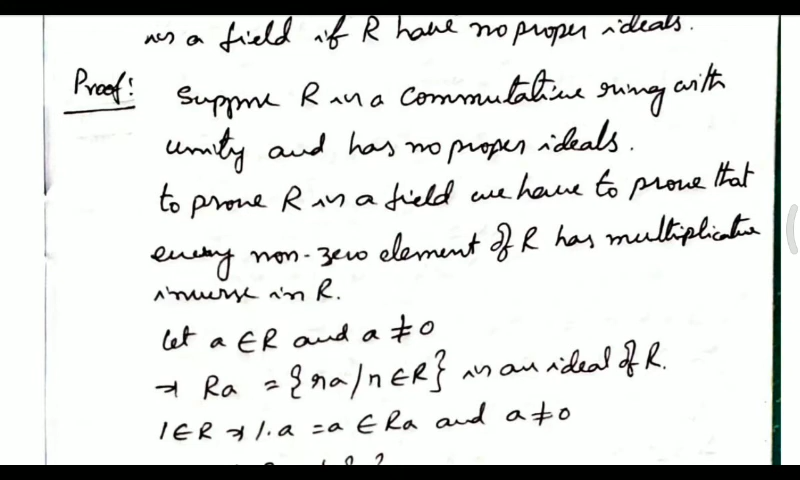 is a field if R have no proper ideals.
Proof: Suppose R is a commutative ring with
unity and has no proper ideals.
to prove R is a field we have to prove that
every non-zero element of R has multiplicative
inverse in R.
let a ∈ R and a ≠ 0
→ Ra = {ra/r ∈ R} is an ideal of R.
1 ∈ R → 1.a = a ∈ Ra and a ≠ 0